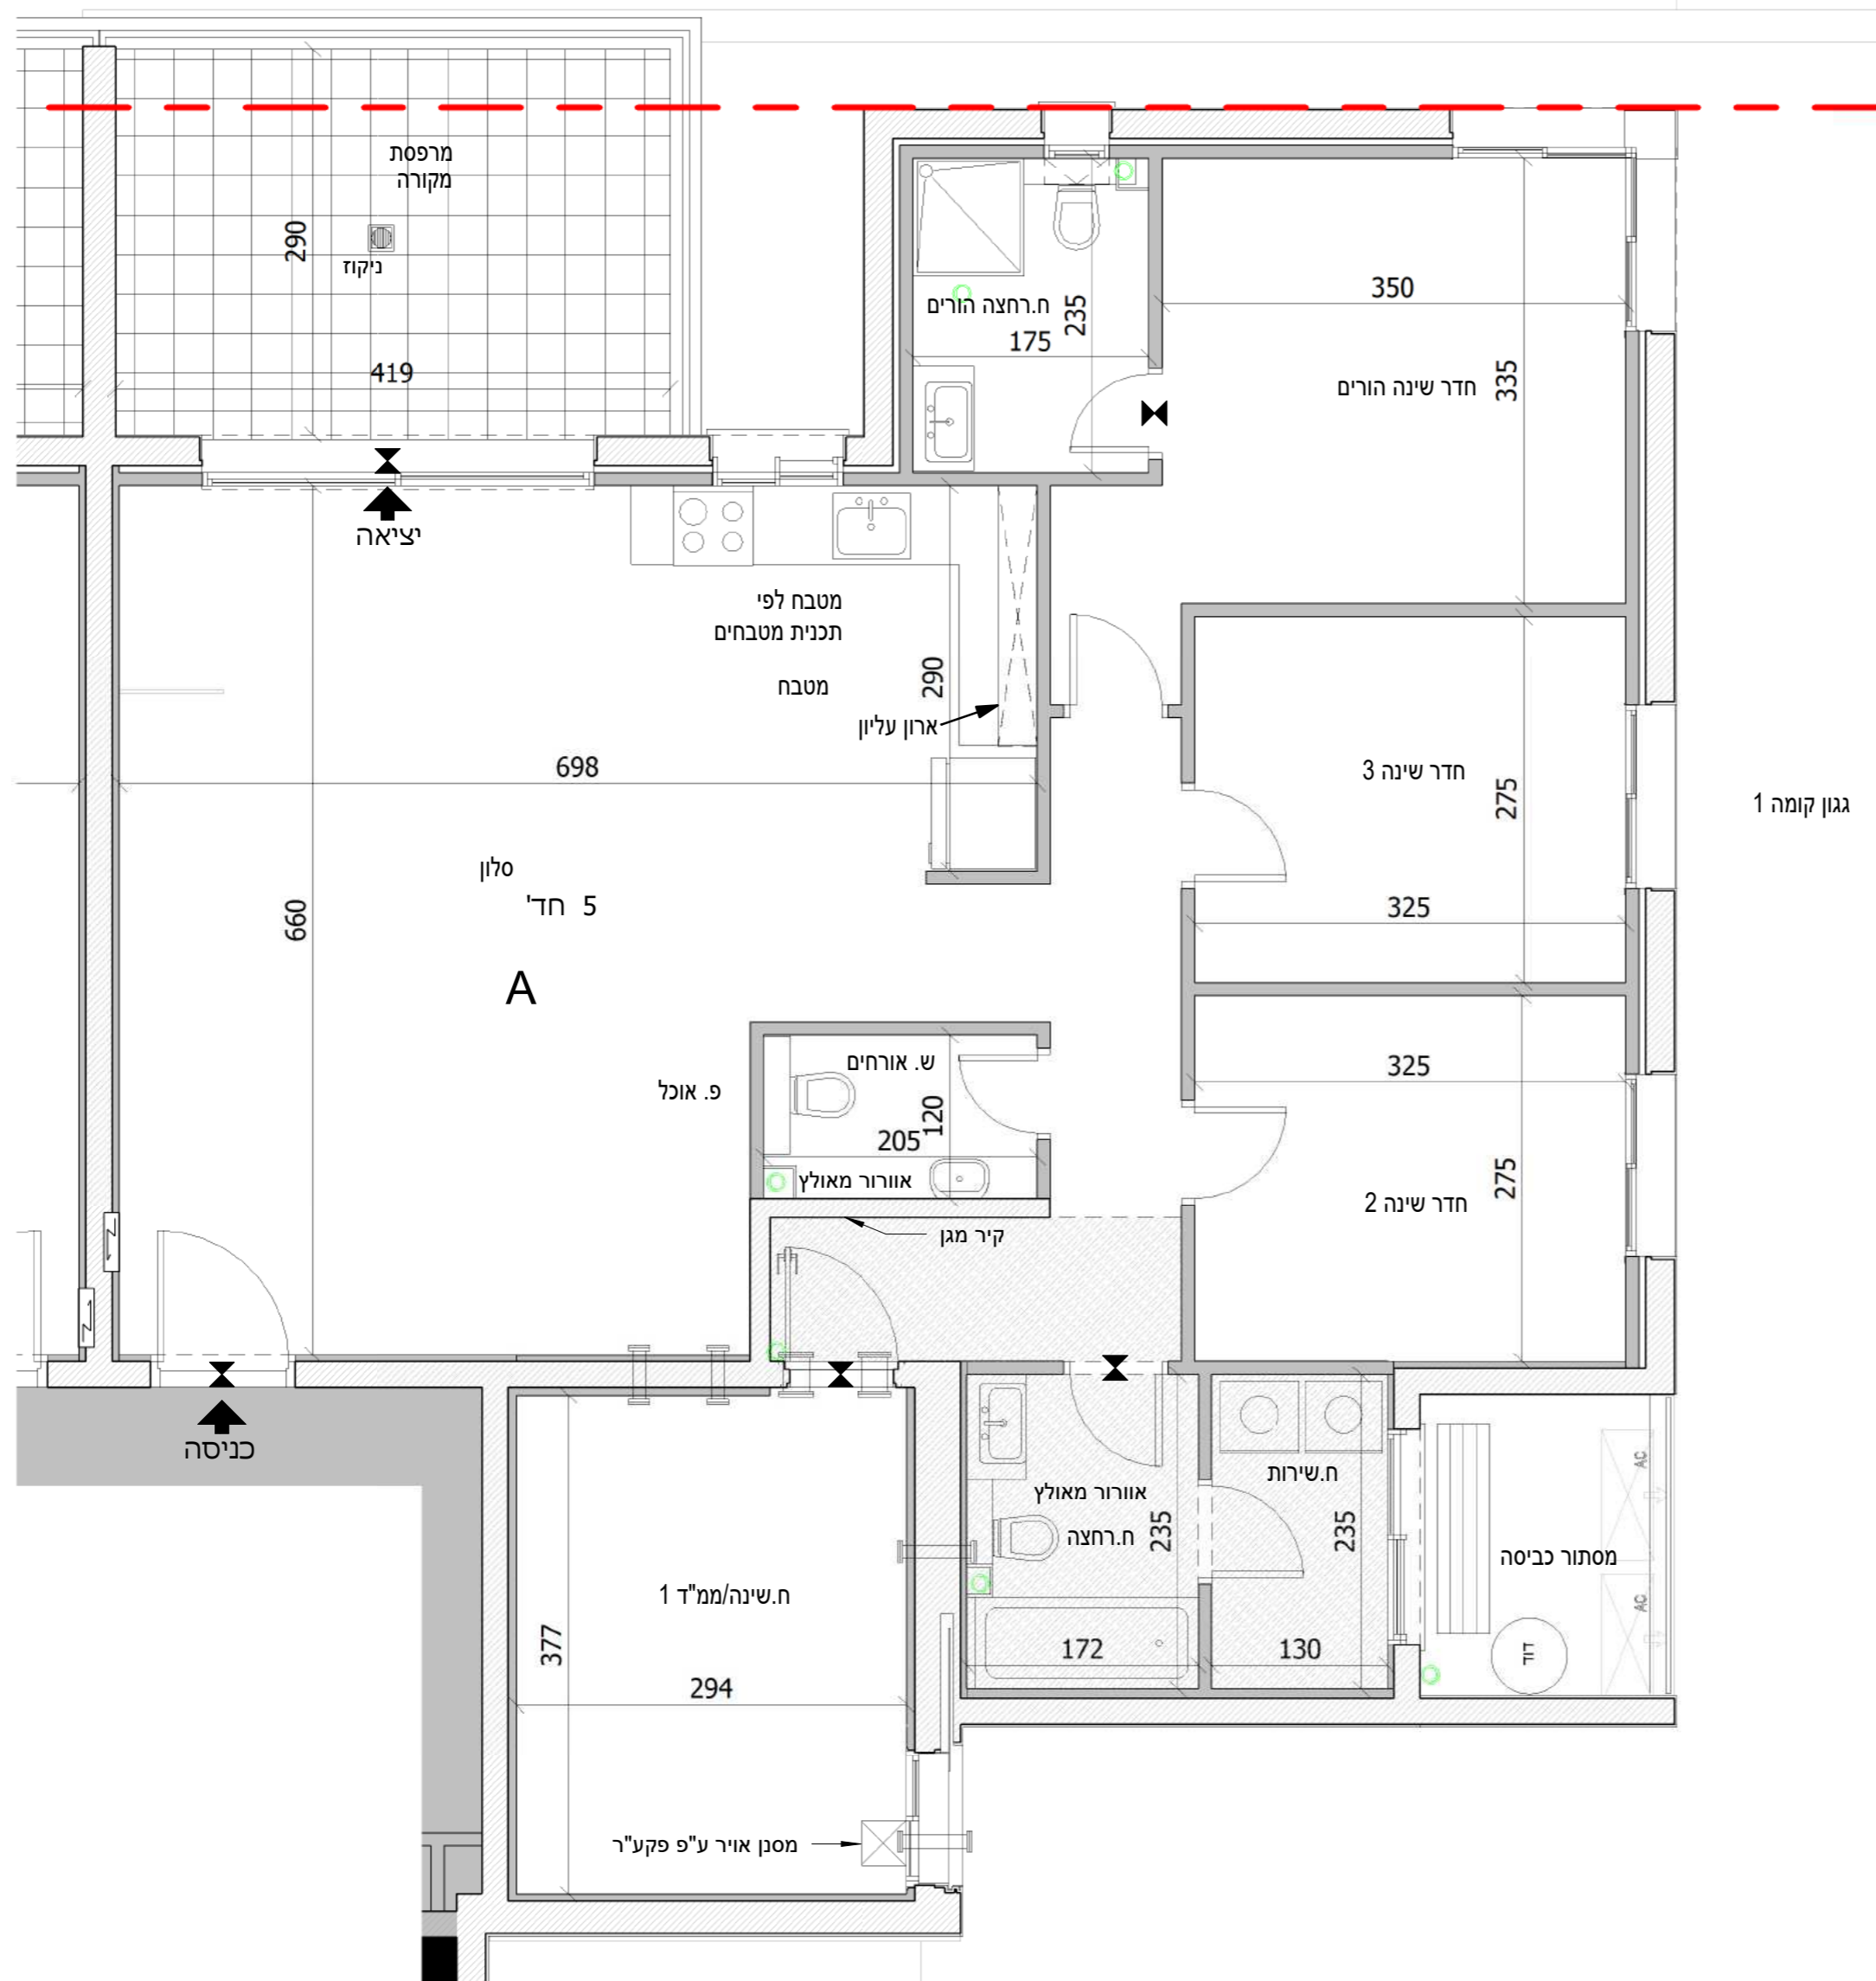 מרפסת
מקורה
290
ניקוז
419
יציאה
ח.רחצה הורים
235
175
350
חדר שינה הורים
335
מטבח לפי
תכנית מטבחים
מטבח
290
ארון עליון
698
חדר שינה 3
275
325
גגון קומה 1
סלון
5 חד'
660
A
פ. אוכל
ש. אורחים
120
205
אוורור מאולץ
קיר מגן
325
חדר שינה 2
275
כניסה
ח.שינה/ממ"ד 1
377
294
מסנן אויר ע"פ פקע"ר
אוורור מאולץ
ח.רחצה
235
172
ח.שירות
235
130
מסתור כביסה
AC
AC
דוד